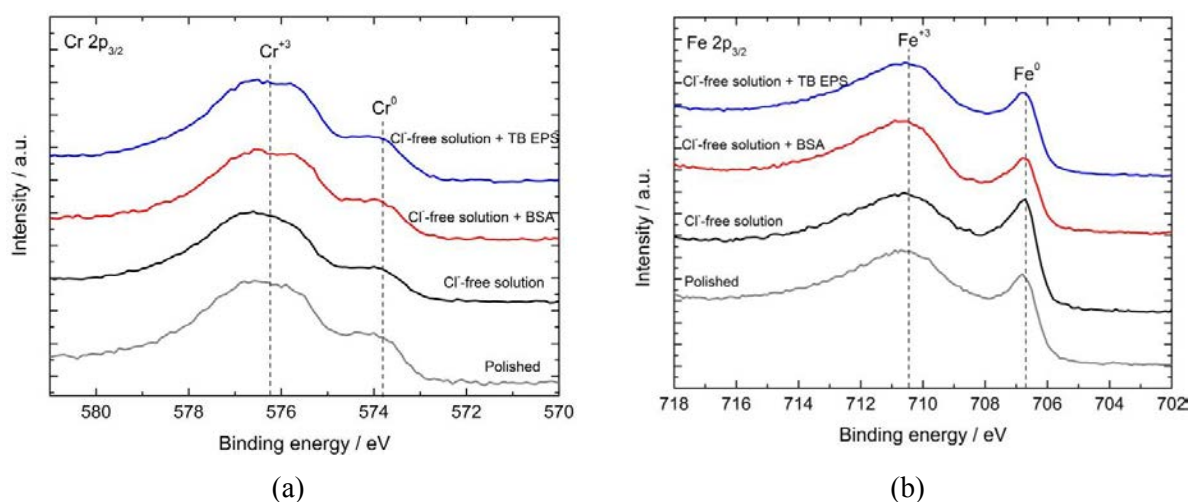 Cr 2p3/2
Cr+3
Cr0
Cl--free solution + TB EPS
Cl--free solution + BSA
Cl--free solution
Polished
Intensity / a.u.
580 578 576 574 572 570
Binding energy / eV
(a)
Fe 2p3/2
Fe+3
Fe0
Cl--free solution + TB EPS
Cl--free solution + BSA
Cl--free solution
Polished
Intensity / a.u.
718 716 714 712 710 708 706 704 702
Binding energy / eV
(b)